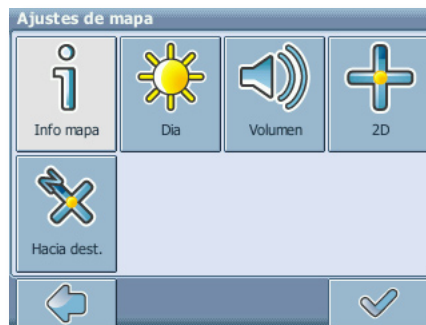 Ajustes de mapa
Info mapa
Dia
Volumen
2D
Hacia dest.